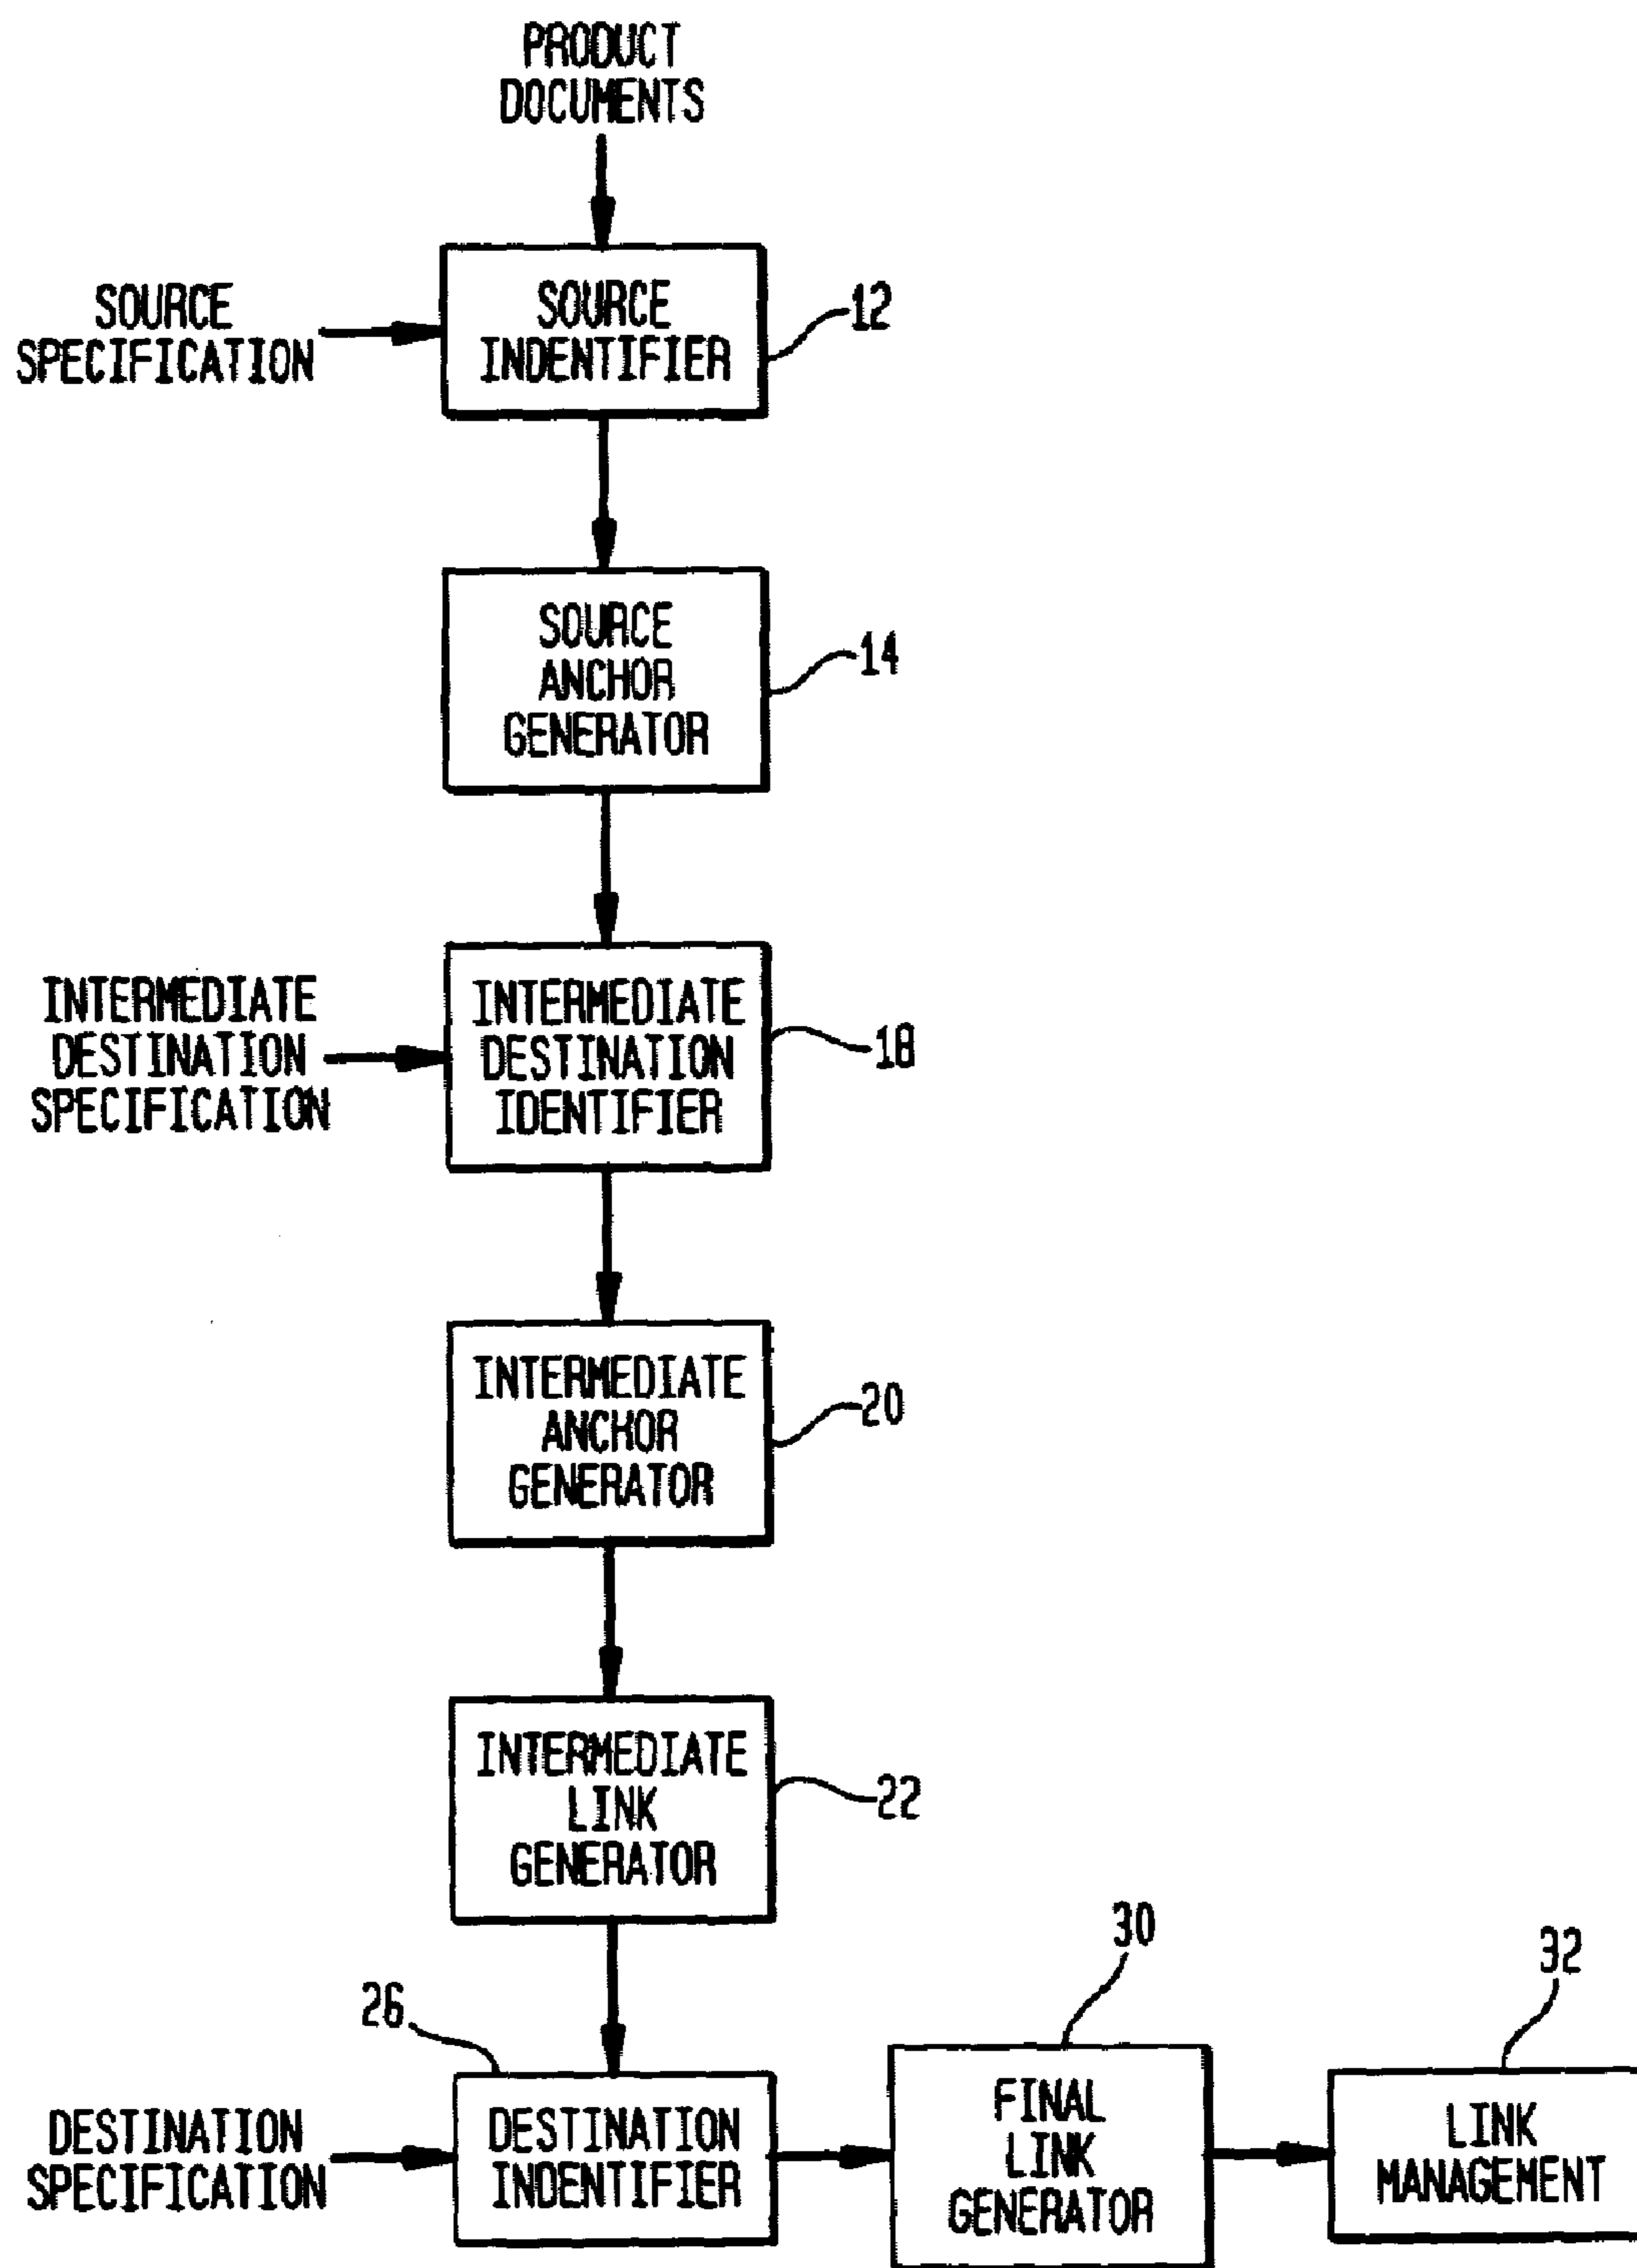 PRODUCT
DOCUMENTS
SOURCE
SPECIFICATION
SOURCE
INDENTIFIER
12
SOURCE
ANCHOR
GENERATOR
14
INTERMEDIATE
DESTINATION
SPECIFICATION
INTERMEDIATE
DESTINATION
IDENTIFIER
18
INTERMEDIATE
ANCHOR
GENERATOR
20
INTERMEDIATE
LINK
GENERATOR
22
26
30
32
DESTINATION
SPECIFICATION
DESTINATION
INDENTIFIER
FINAL
LINK
GENERATOR
LINK
MANAGEMENT